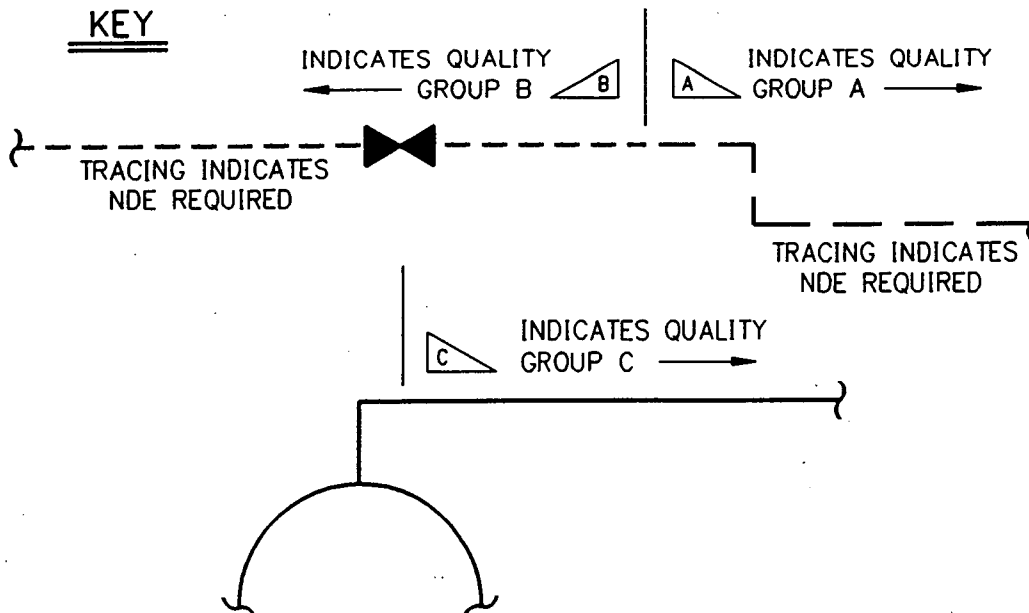 KEY
INDICATES QUALITY
GROUP B
B
A
INDICATES QUALITY
GROUP A
TRACING INDICATES
NDE REQUIRED
TRACING INDICATES
NDE REQUIRED
C
INDICATES QUALITY
GROUP C